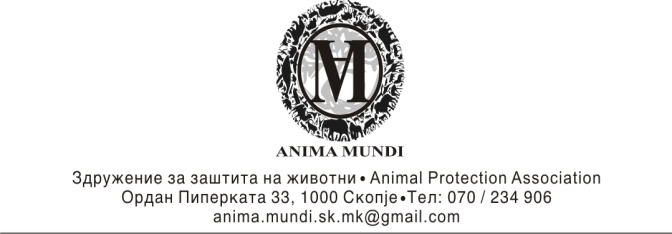 ANIMA MUNDI
Здружение за заштита на животни • Animal Protection Association
Ордан Пиперката 33, 1000 Скопје•Тел: 070 / 234 906
anima.mundi.sk.mk@gmail.com